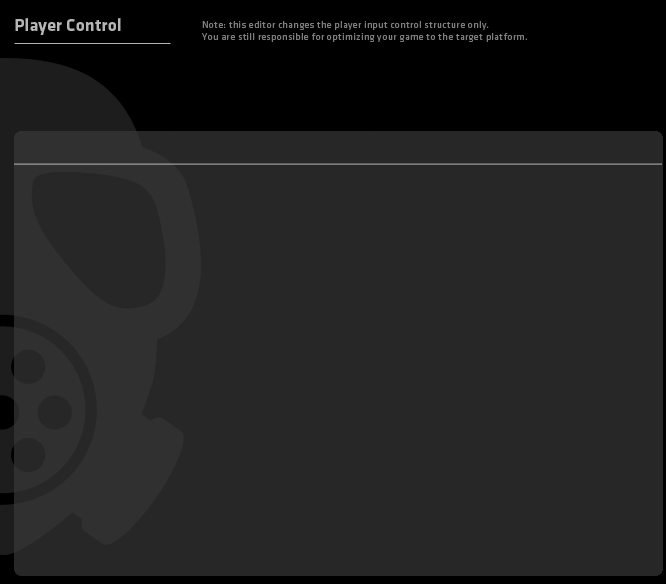 Player Control
Note: this editor changes the player input control structure only.
You are still responsible for optimizing your game to the target platform.